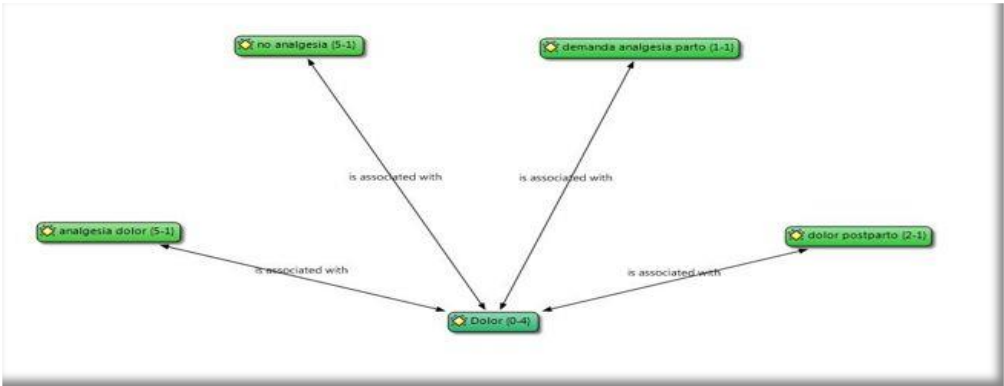 no analgesia (5-1)
demanda analgesia parto (1-1)
is associated with
is associated with
analgesia dolor (5-1)
dolor postparto (2-1)
is associated with
is associated with
Dolor (0-4)